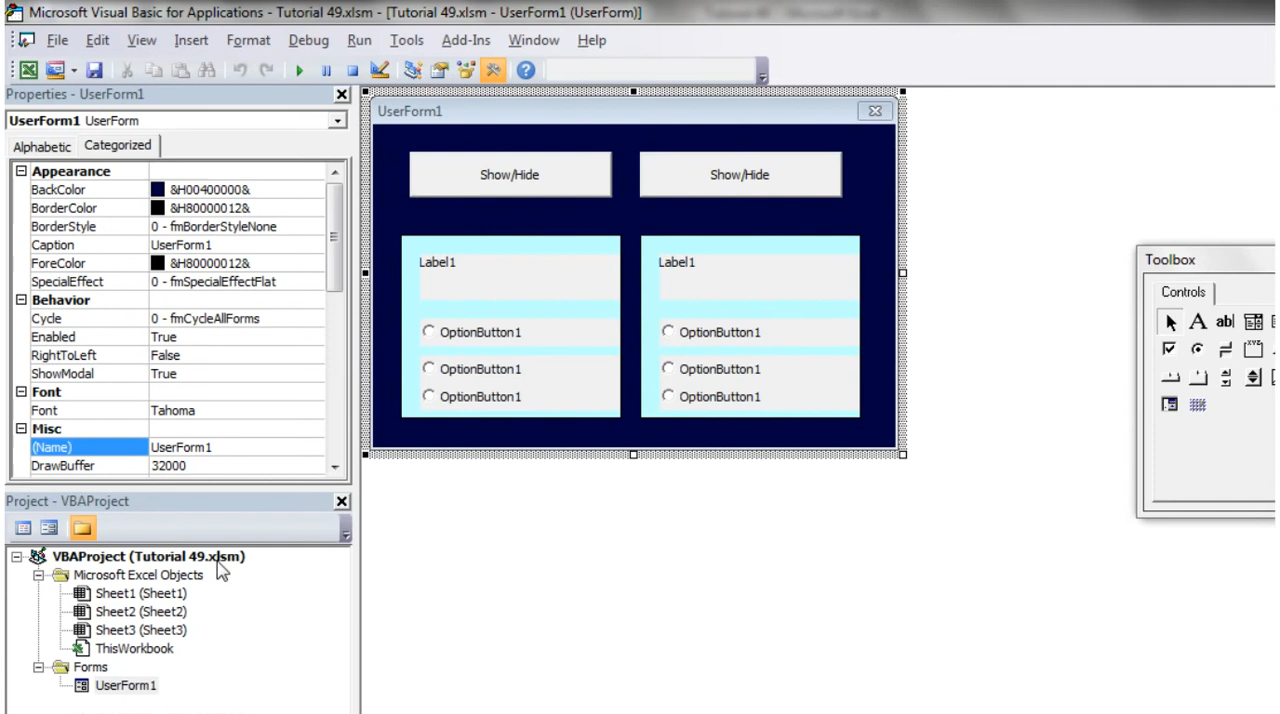 Microsoft Visual Basic for Applications - Tutorial 49.xlsm - [Tutorial 49.xlsm - UserForm1 (UserForm)]
File Edit View Insert Format Debug Run Tools Add-Ins Window Help
Properties - UserForm1
UserForm1 UserForm
Alphabetic Categorized
Appearance
BackColor &H00400000&
BorderColor &H80000012&
BorderStyle 0 - fmBorderStyleNone
Caption UserForm1
ForeColor &H80000012&
SpecialEffect 0 - fmSpecialEffectFlat
Behavior
Cycle 0 - fmCycleAllForms
Enabled True
RightToLeft False
ShowModal True
Font
Font Tahoma
Misc
(Name) UserForm1
DrawBuffer 32000
Project - VBAProject
VBAProject (Tutorial 49.xlsm)
Microsoft Excel Objects
Sheet1 (Sheet1)
Sheet2 (Sheet2)
Sheet3 (Sheet3)
ThisWorkbook
Forms
UserForm1
UserForm1
Show/Hide Show/Hide
Label1 Label1
OptionButton1 OptionButton1
OptionButton1 OptionButton1
OptionButton1 OptionButton1
Toolbox
Controls
A ab|
XYZ